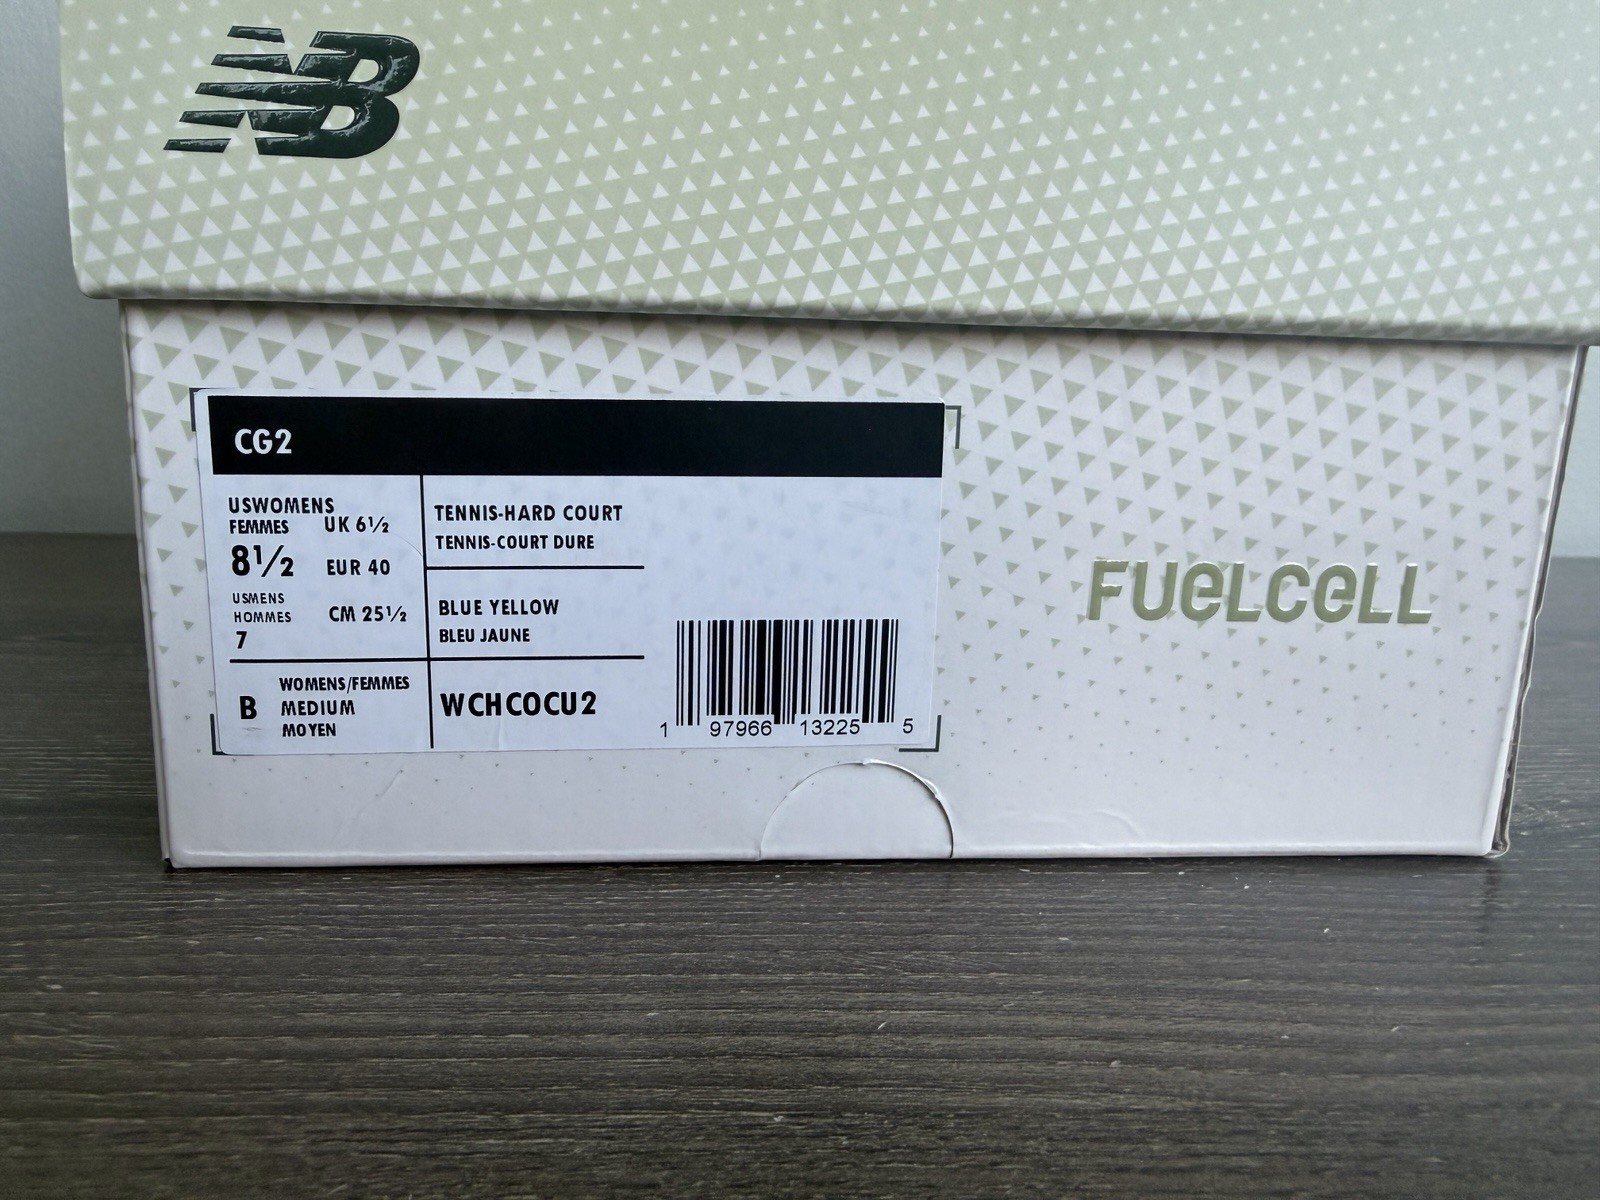 NB
CG2
USWOMENS
FEMMES UK 6½
8½ EUR 40
USMENS
HOMMES CM 25½
7
B WOMENS/FEMMES
MEDIUM
MOYEN
TENNIS-HARD COURT
TENNIS-COURT DURE
BLUE YELLOW
BLEU JAUNE
WCHCOCU2
1 97966 13225 5
FUELCELL